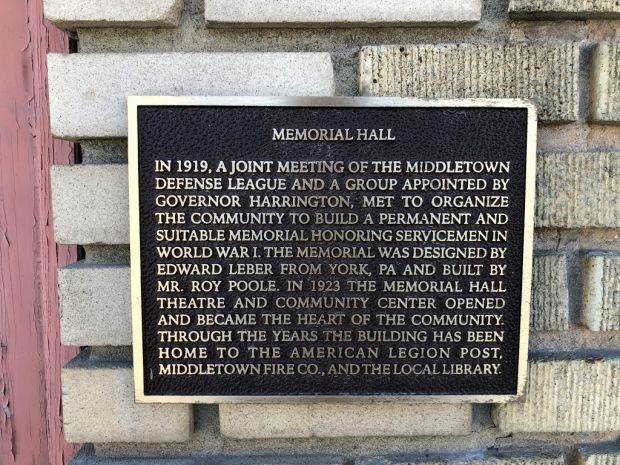 MEMORIAL HALL
IN 1919, A JOINT MEETING OF THE MIDDLETOWN
DEFENSE LEAGUE AND A GROUP APPOINTED BY
GOVERNOR HARRINGTON, MET TO ORGANIZE
THE COMMUNITY TO BUILD A PERMANENT AND
SUITABLE MEMORIAL HONORING SERVICEMEN IN
WORLD WAR I. THE MEMORIAL WAS DESIGNED BY
EDWARD LEBER FROM YORK, PA AND BUILT BY
MR. ROY POOLE. IN 1923 THE MEMORIAL HALL
THEATRE AND COMMUNITY CENTER OPENED
AND BECAME THE HEART OF THE COMMUNITY.
THROUGH THE YEARS THE BUILDING HAS BEEN
HOME TO THE AMERICAN LEGION POST,
MIDDLETOWN FIRE CO., AND THE LOCAL LIBRARY.